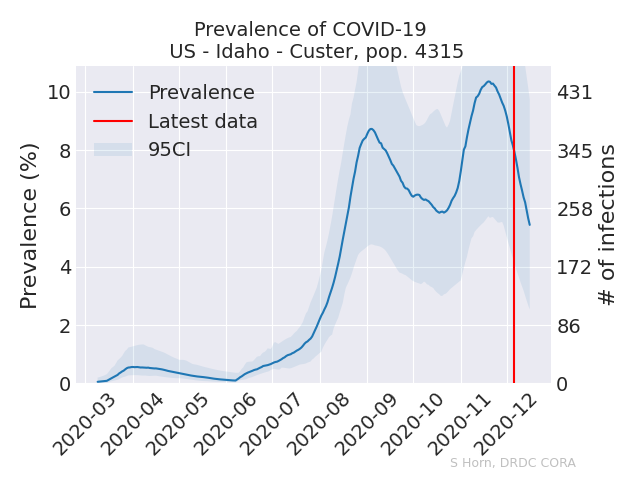 Prevalence of COVID-19
US - Idaho - Custer, pop. 4315
Prevalence
Latest data
95CI
Prevalence (%)
10
8
6
4
2
0
431
345
258
172
86
0
# of infections
2020-03
2020-04
2020-05
2020-06
2020-07
2020-08
2020-09
2020-10
2020-11
2020-12
S Horn, DRDC CORA